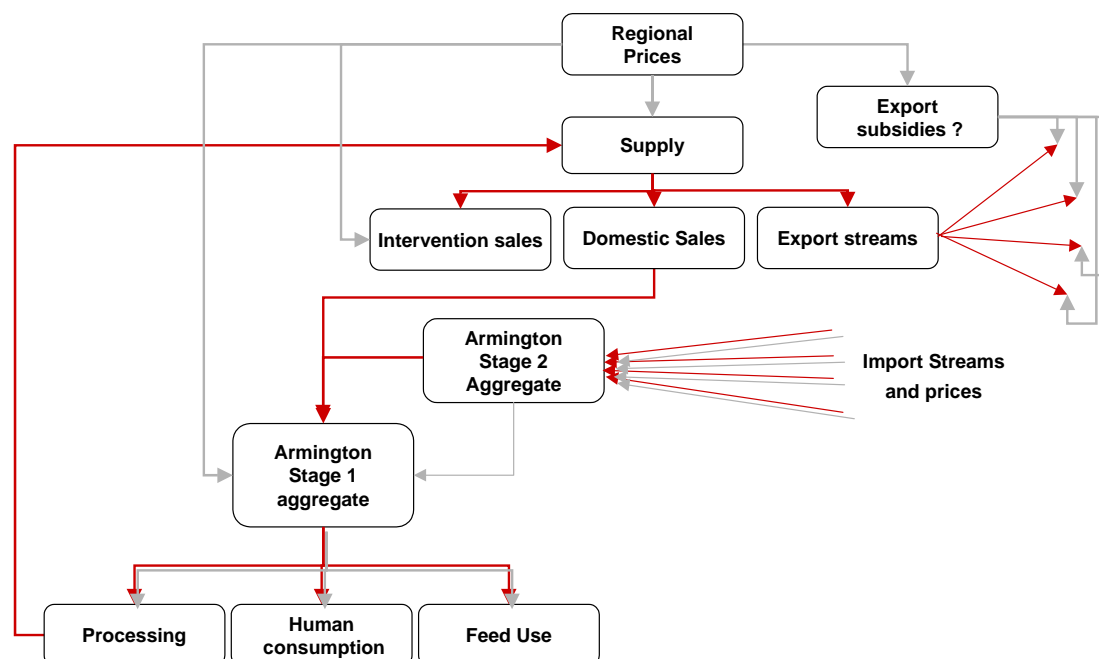 Regional
Prices
Export
subsidies ?
Supply
Intervention sales
Domestic Sales
Export streams
Armington
Stage 2
Aggregate
Import Streams
and prices
Armington
Stage 1
aggregate
Processing
Human
consumption
Feed Use